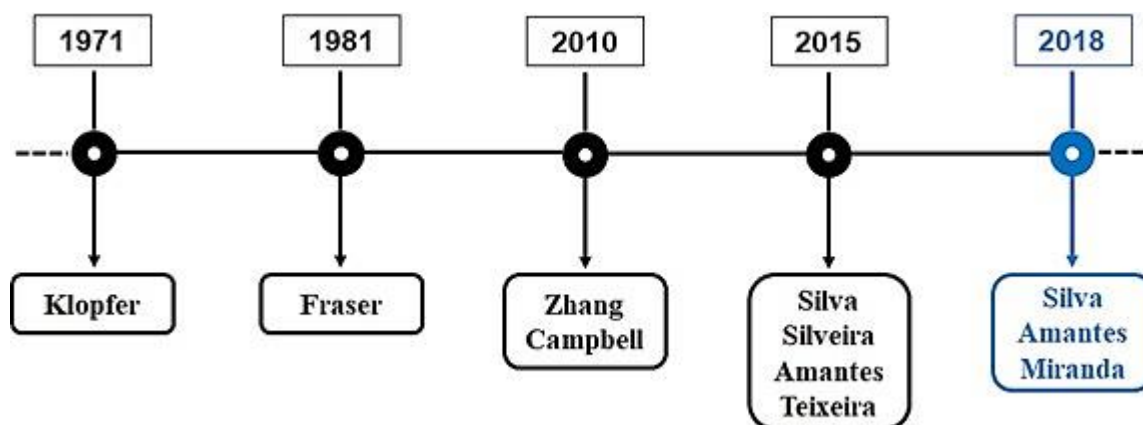 1971
1981
2010
2015
2018
Klopfer
Fraser
Zhang
Campbell
Silva
Silveira
Amantes
Teixeira
Silva
Amantes
Miranda